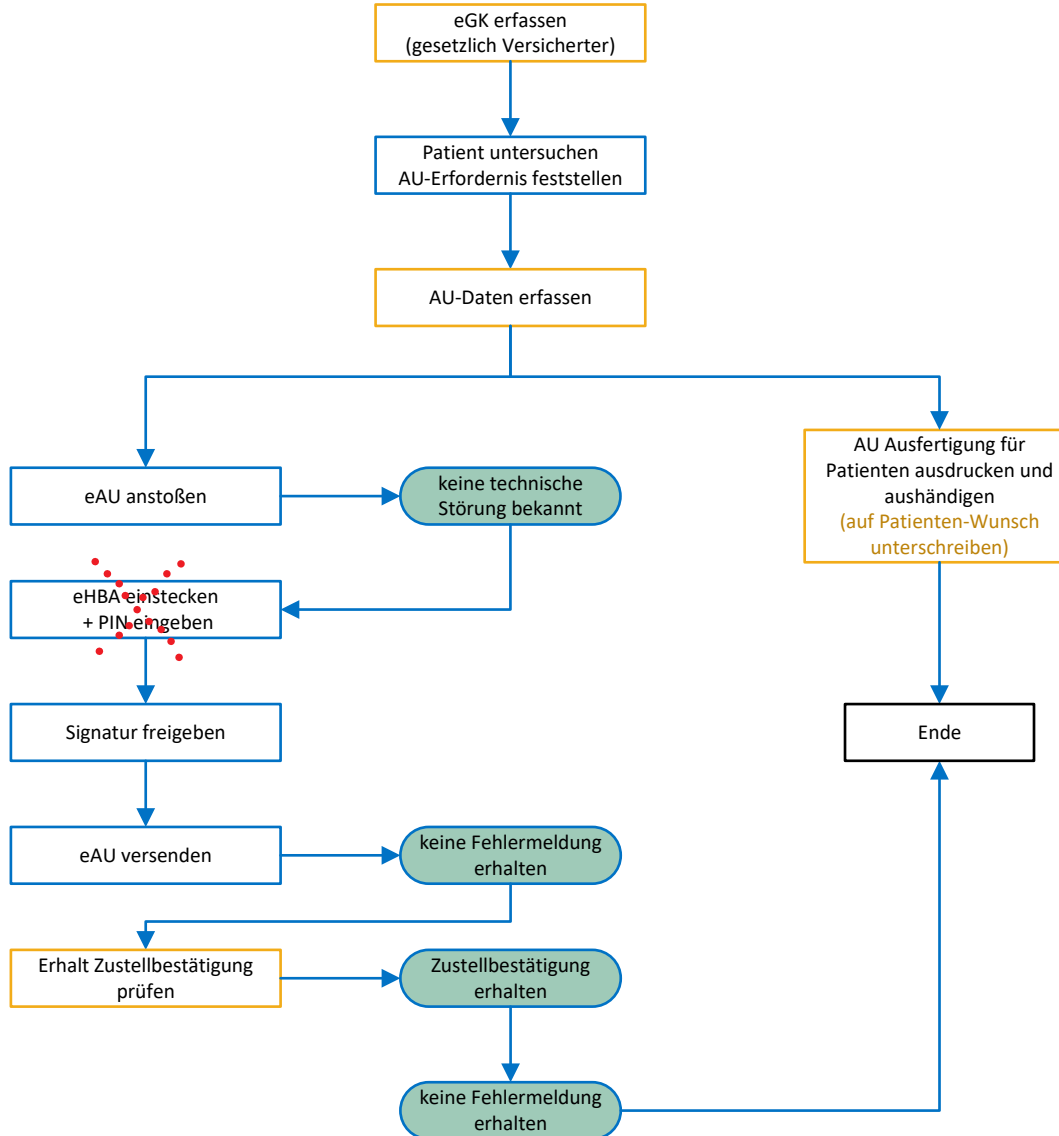 eGK erfassen
(gesetzlich Versicherter)
Patient untersuchen
AU-Erfordernis feststellen
AU-Daten erfassen
eAU anstoßen
keine technische
Störung bekannt
AU Ausfertigung für
Patienten ausdrucken und
aushändigen
(auf Patienten-Wunsch
unterschreiben)
eHBA einstecken
+ PIN eingeben
Signatur freigeben
Ende
eAU versenden
keine Fehlermeldung
erhalten
Erhalt Zustellbestätigung
prüfen
Zustellbestätigung
erhalten
keine Fehlermeldung
erhalten